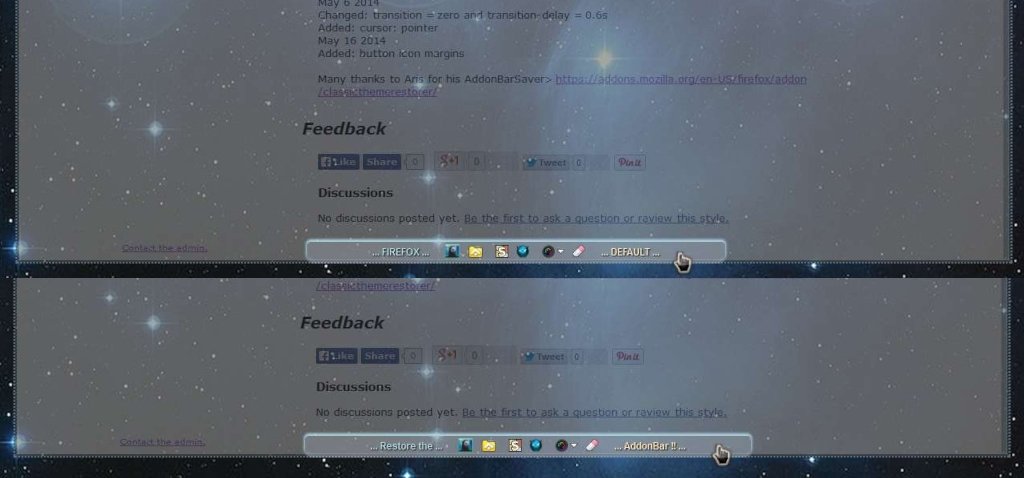 May 6 2014
Changed: transition = zero and transition-delay = 0.6s
Added: cursor: pointer
May 16 2014
Added: button icon margins
Many thanks to Aris for his AddonBarSaver> https://addons.mozilla.org/en-US/firefox/addon
/classicthemerestorer/
Feedback
Like Share 0 +1 0 Tweet 0 Pin it
Discussions
No discussions posted yet. Be the first to ask a question or review this style.
Contact the admin.
... FIREFOX ... S ... DEFAULT ...
/classicthemerestorer/
Feedback
Like Share 0 +1 0 Tweet 0 Pin it
Discussions
No discussions posted yet. Be the first to ask a question or review this style.
Contact the admin.
... Restore the ... S ... AddonBar !! ...